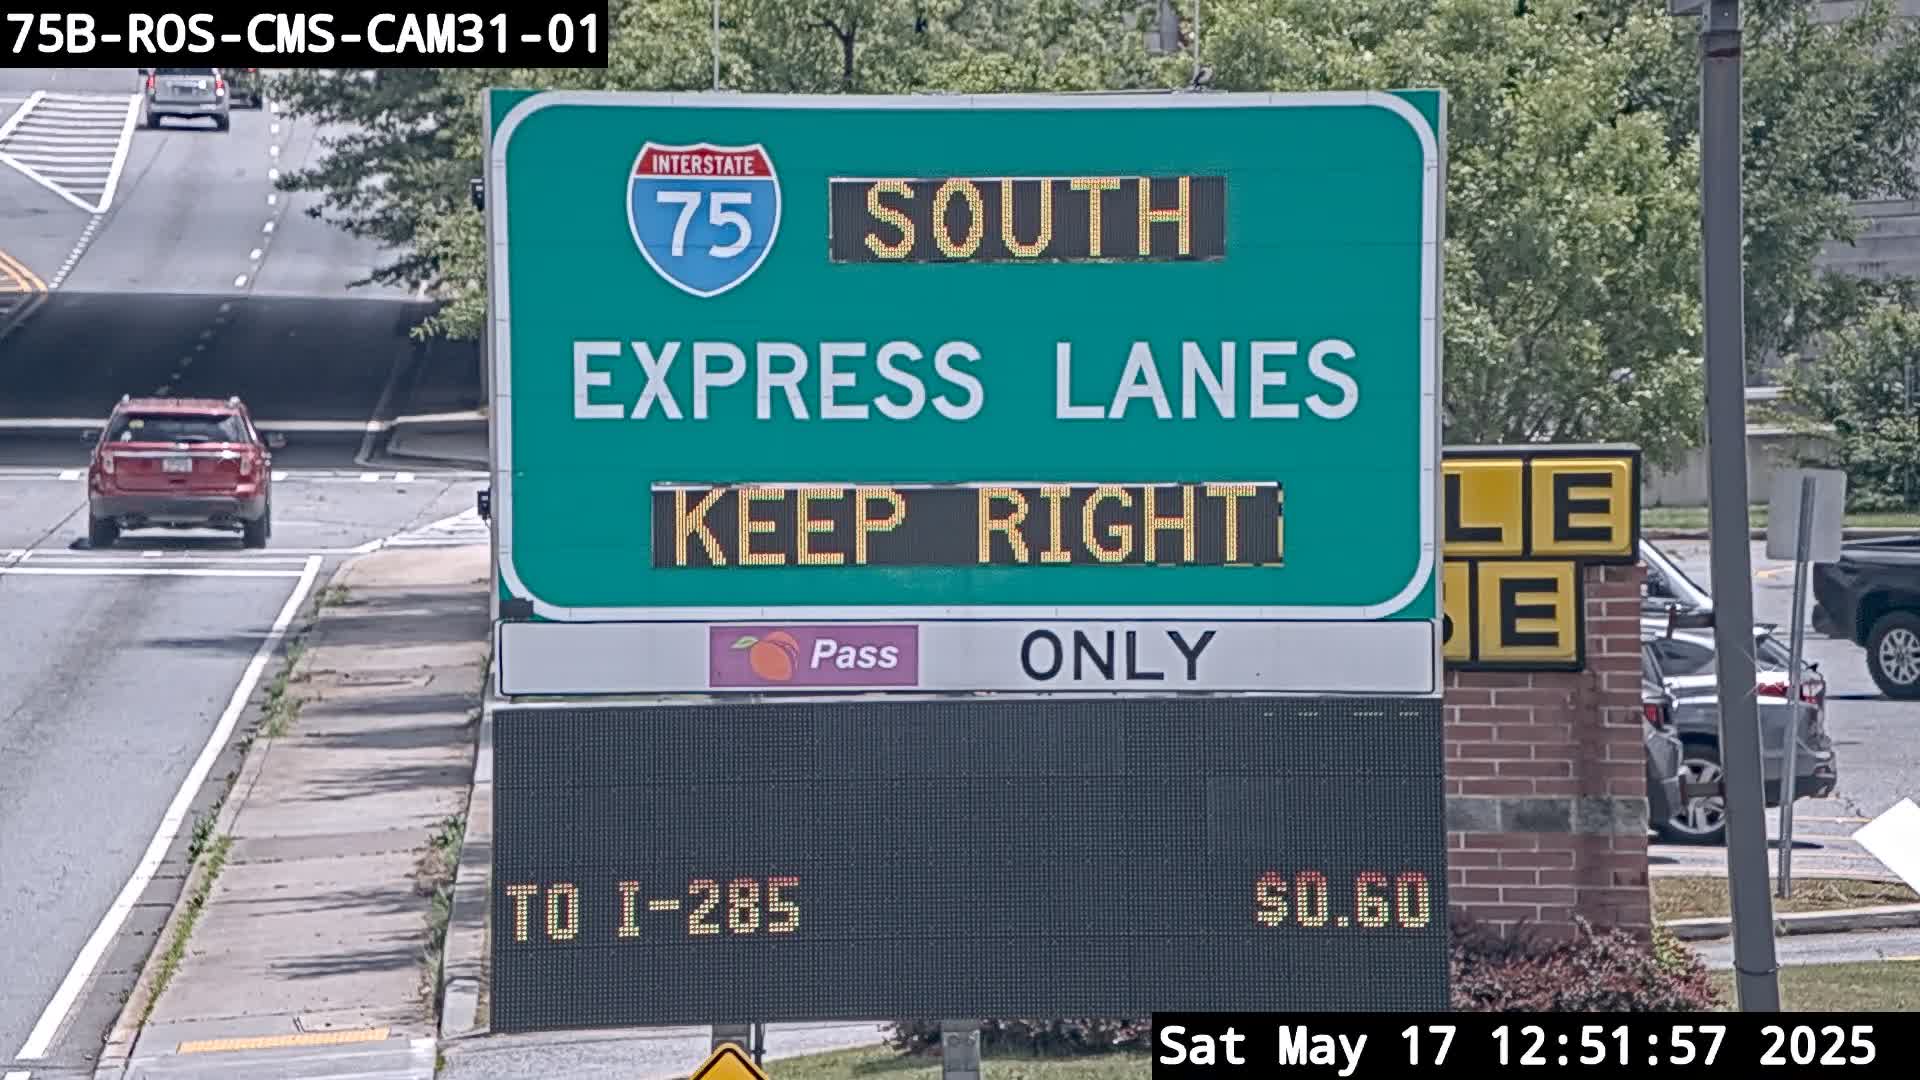 75B-ROS-CMS-CAM31-01
INTERSTATE
75
SOUTH
EXPRESS LANES
KEEP RIGHT
Pass ONLY
TO I-285 $0.60
LE
E
Sat May 17 12:51:57 2025